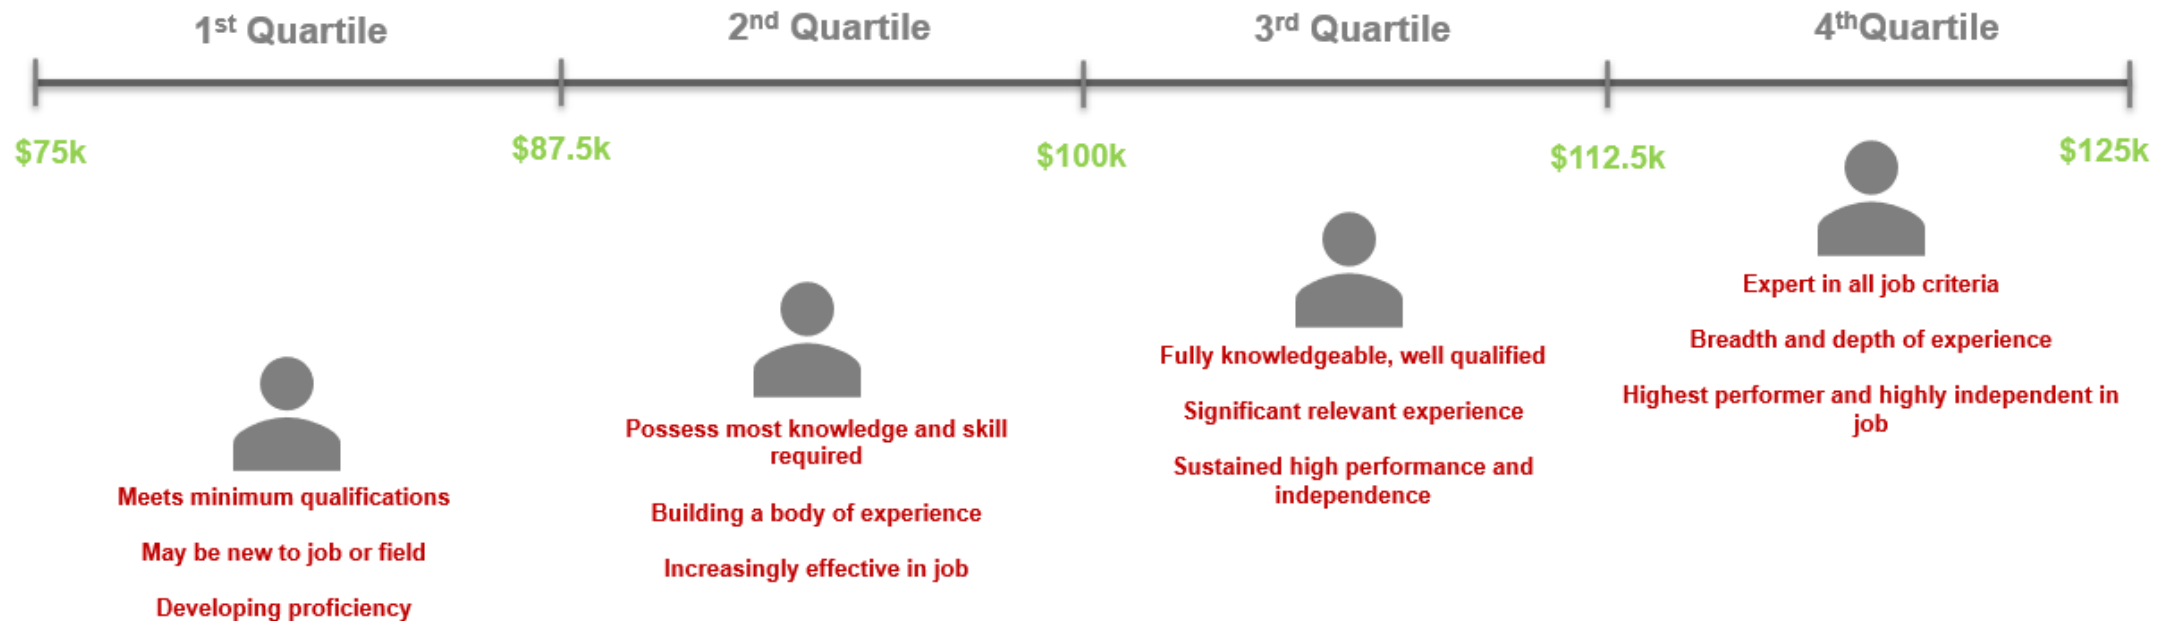 1st Quartile
2nd Quartile
3rd Quartile
4thQuartile
$75k
$87.5k
$100k
$112.5k
$125k
Meets minimum qualifications
May be new to job or field
Developing proficiency
Possess most knowledge and skill
required
Building a body of experience
Increasingly effective in job
Fully knowledgeable, well qualified
Significant relevant experience
Sustained high performance and
independence
Expert in all job criteria
Breadth and depth of experience
Highest performer and highly independent in
job